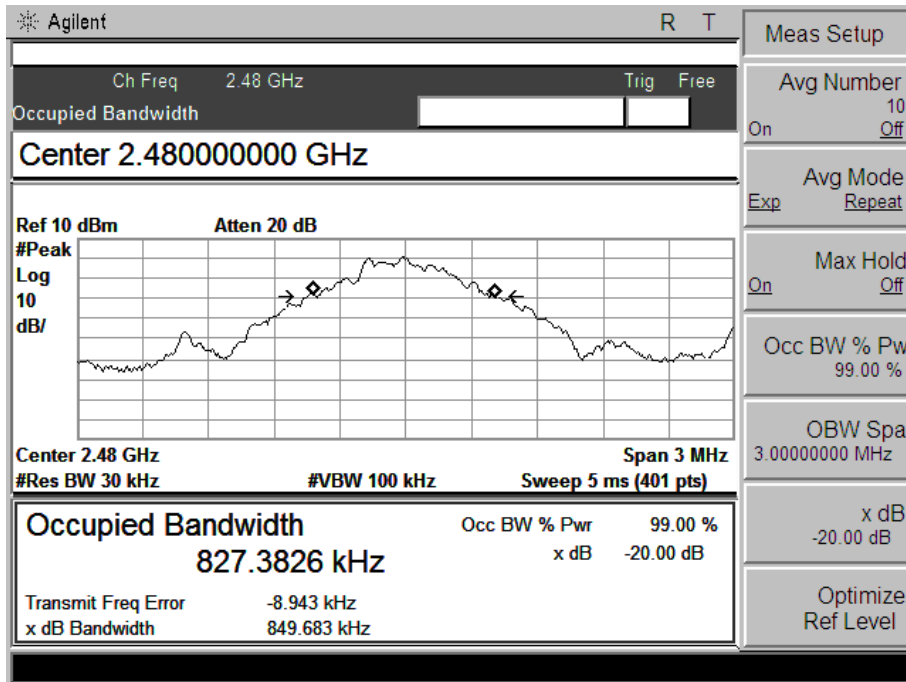 Agilent R T
Ch Freq 2.48 GHz Trig Free
Occupied Bandwidth
Center 2.480000000 GHz
Ref 10 dBm Atten 20 dB
#Peak
Log
10
dB/
Center 2.48 GHz Span 3 MHz
#Res BW 30 kHz #VBW 100 kHz Sweep 5 ms (401 pts)
Occupied Bandwidth Occ BW % Pwr 99.00 %
827.3826 kHz x dB -20.00 dB
Transmit Freq Error -8.943 kHz
x dB Bandwidth 849.683 kHz
Meas Setup
Avg Number
10
On Off
Avg Mode
Exp Repeat
Max Hold
On Off
Occ BW % Pw
99.00 %
OBW Spa
3.00000000 MHz
x dB
-20.00 dB
Optimize
Ref Level